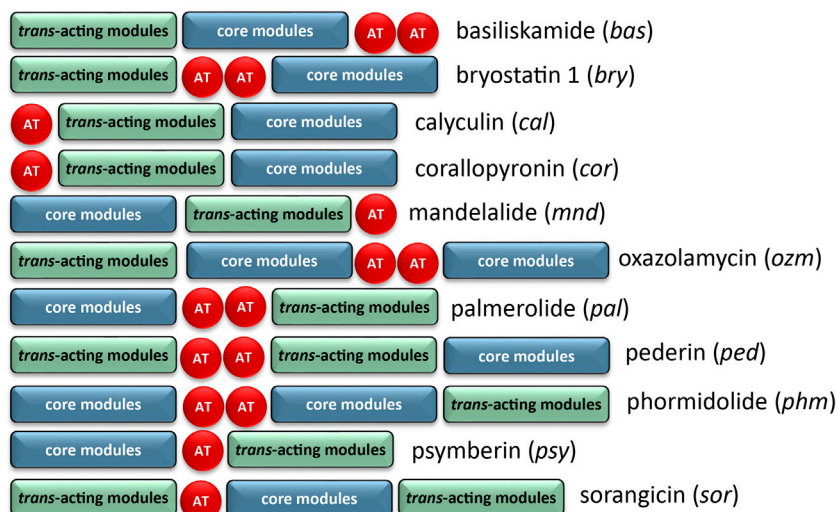 trans-acting modules core modules AT AT basiliskamide (bas)
trans-acting modules AT AT core modules bryostatin 1 (bry)
AT trans-acting modules core modules calyculin (cal)
AT trans-acting modules core modules corallopyronin (cor)
core modules trans-acting modules AT mandelalide (mnd)
trans-acting modules core modules AT AT core modules oxazolamycin (ozm)
core modules AT AT trans-acting modules palmerolide (pal)
trans-acting modules AT AT trans-acting modules core modules pederin (ped)
core modules AT AT core modules trans-acting modules phormidolide (phm)
core modules AT trans-acting modules psymberin (psy)
trans-acting modules AT core modules trans-acting modules sorangicin (sor)